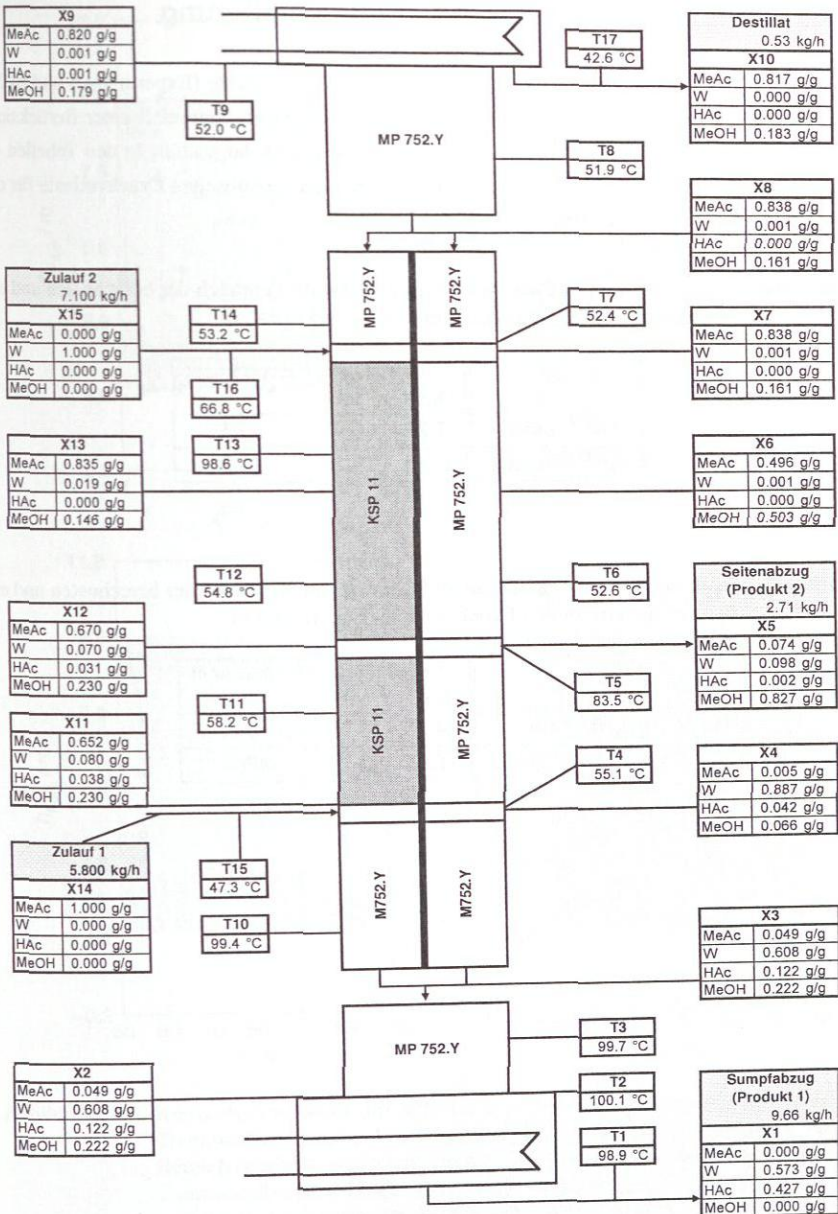 X9
MeAc 0.820 g/g
W 0.001 g/g
HAc 0.001 g/g
MeOH 0.179 g/g
T9
52.0 °C
MP 752.Y
T17
42.6 °C
T8
51.9 °C
Destillat
0.53 kg/h
X10
MeAc 0.817 g/g
W 0.000 g/g
HAc 0.000 g/g
MeOH 0.183 g/g
X8
MeAc 0.838 g/g
W 0.001 g/g
HAc 0.000 g/g
MeOH 0.161 g/g
Zulauf 2
7.100 kg/h
X15
MeAc 0.000 g/g
W 1.000 g/g
HAc 0.000 g/g
MeOH 0.000 g/g
T14
53.2 °C
T16
66.8 °C
T13
98.6 °C
MP 752.Y
MP 752.Y
T7
52.4 °C
X7
MeAc 0.838 g/g
W 0.001 g/g
HAc 0.000 g/g
MeOH 0.161 g/g
X13
MeAc 0.835 g/g
W 0.019 g/g
HAc 0.000 g/g
MeOH 0.146 g/g
KSP 11
MP 752.Y
X6
MeAc 0.496 g/g
W 0.001 g/g
HAc 0.000 g/g
MeOH 0.503 g/g
T12
54.8 °C
T6
52.6 °C
Seitenabzug
(Produkt 2)
2.71 kg/h
X5
MeAc 0.074 g/g
W 0.098 g/g
HAc 0.002 g/g
MeOH 0.827 g/g
X12
MeAc 0.670 g/g
W 0.070 g/g
HAc 0.031 g/g
MeOH 0.230 g/g
T11
58.2 °C
KSP 11
MP 752.Y
T5
83.5 °C
T4
55.1 °C
X11
MeAc 0.652 g/g
W 0.080 g/g
HAc 0.038 g/g
MeOH 0.230 g/g
X4
MeAc 0.005 g/g
W 0.887 g/g
HAc 0.042 g/g
MeOH 0.066 g/g
Zulauf 1
5.800 kg/h
X14
MeAc 1.000 g/g
W 0.000 g/g
HAc 0.000 g/g
MeOH 0.000 g/g
T15
47.3 °C
T10
99.4 °C
M752.Y
M752.Y
X3
MeAc 0.049 g/g
W 0.608 g/g
HAc 0.122 g/g
MeOH 0.222 g/g
MP 752.Y
T3
99.7 °C
T2
100.1 °C
T1
98.9 °C
X2
MeAc 0.049 g/g
W 0.608 g/g
HAc 0.122 g/g
MeOH 0.222 g/g
Sumpfabzug
(Produkt 1)
9.66 kg/h
X1
MeAc 0.000 g/g
W 0.573 g/g
HAc 0.427 g/g
MeOH 0.000 g/g